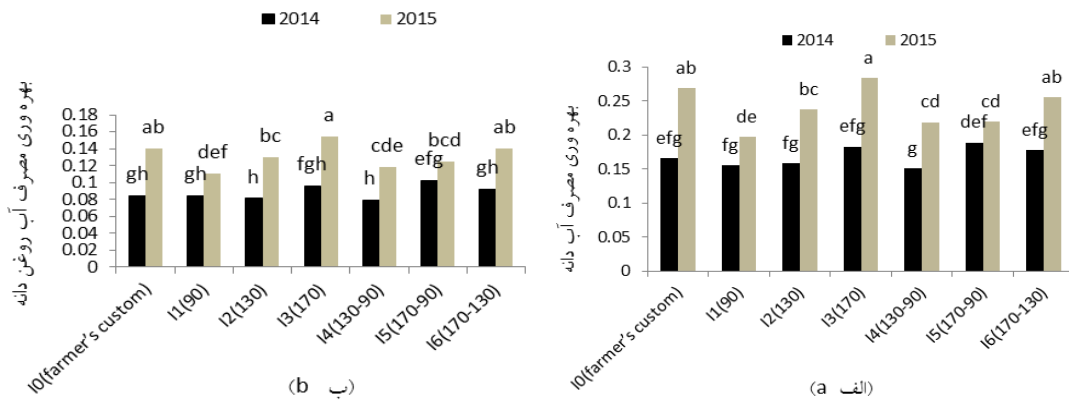 2014 2015
بهره وری مصرف آب روغن دانه
0.18
0.16
0.14
0.12
0.1
0.08
0.06
0.04
0.02
0
gh ab
gh def
h bc
fgh a
h cde
efg bcd
gh ab
I0(farmer's custom)
I1(90)
I2(130)
I3(170)
I4(130-90)
I5(170-90)
I6(170-130)
(b ب)
2014 2015
بهره وری مصرف آب دانه
0.3
0.25
0.2
0.15
0.1
0.05
0
efg ab
fg de
fg bc
efg a
g cd
def cd
efg ab
I0(farmer's custom)
I1(90)
I2(130)
I3(170)
I4(130-90)
I5(170-90)
I6(170-130)
(a الف)